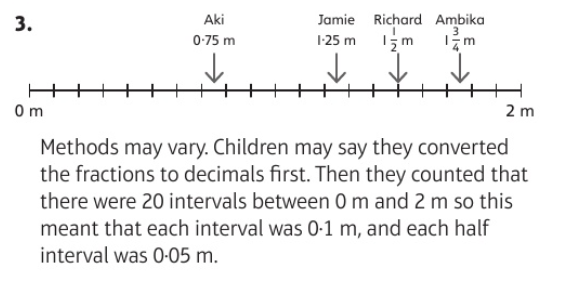 3.
Aki Jamie Richard Ambika
0·75 m 1·25 m 1 1/2 m 1 3/4 m
0 m 2 m
Methods may vary. Children may say they converted
the fractions to decimals first. Then they counted that
there were 20 intervals between 0 m and 2 m so this
meant that each interval was 0·1 m, and each half
interval was 0·05 m.